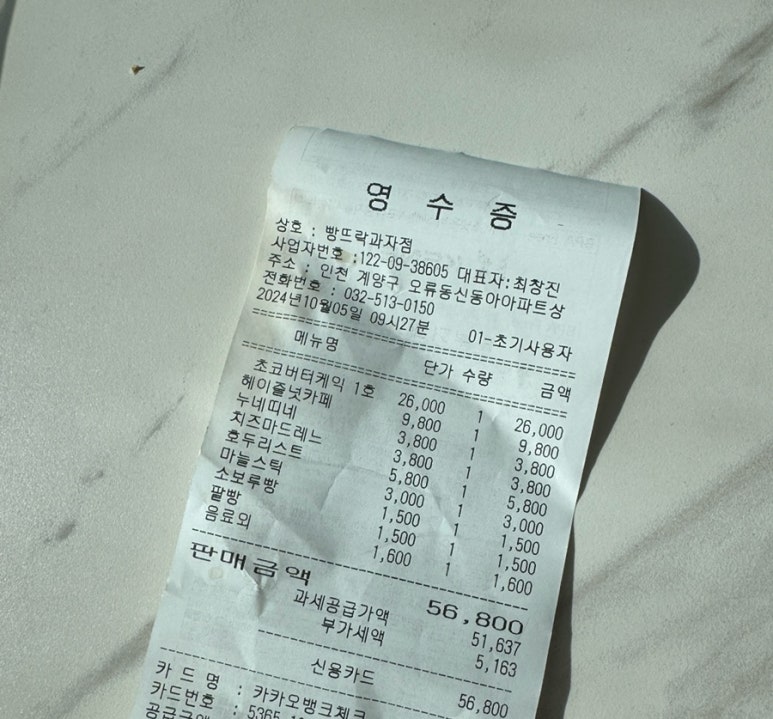 영 수 증
상호 : 빵뜨락과자점
사업자번호 :122-09-38605 대표자:최창진
주소 : 인천 계양구 오류동신동아아파트상
전화번호 : 032-513-0150
2024년10월05일 09시27분 01-초기사용자
메뉴명 단가 수량 금액
초코버터케익 1호 26,000 1 26,000
헤이즐넛카페 9,800 1 9,800
누네띠네 3,800 1 3,800
치즈마드레느 3,800 1 3,800
호두리스트 5,800 1 5,800
마늘스틱 3,000 1 3,000
소보루빵 1,500 1 1,500
팥빵 1,500 1 1,500
음료외 1,600 1 1,600
판매금액 56,800
과세공급가액 51,637
부가세액 5,163
신용카드 56,800
카 드 명 : 카카오뱅크체크
카드번호 : 5365
공급금액